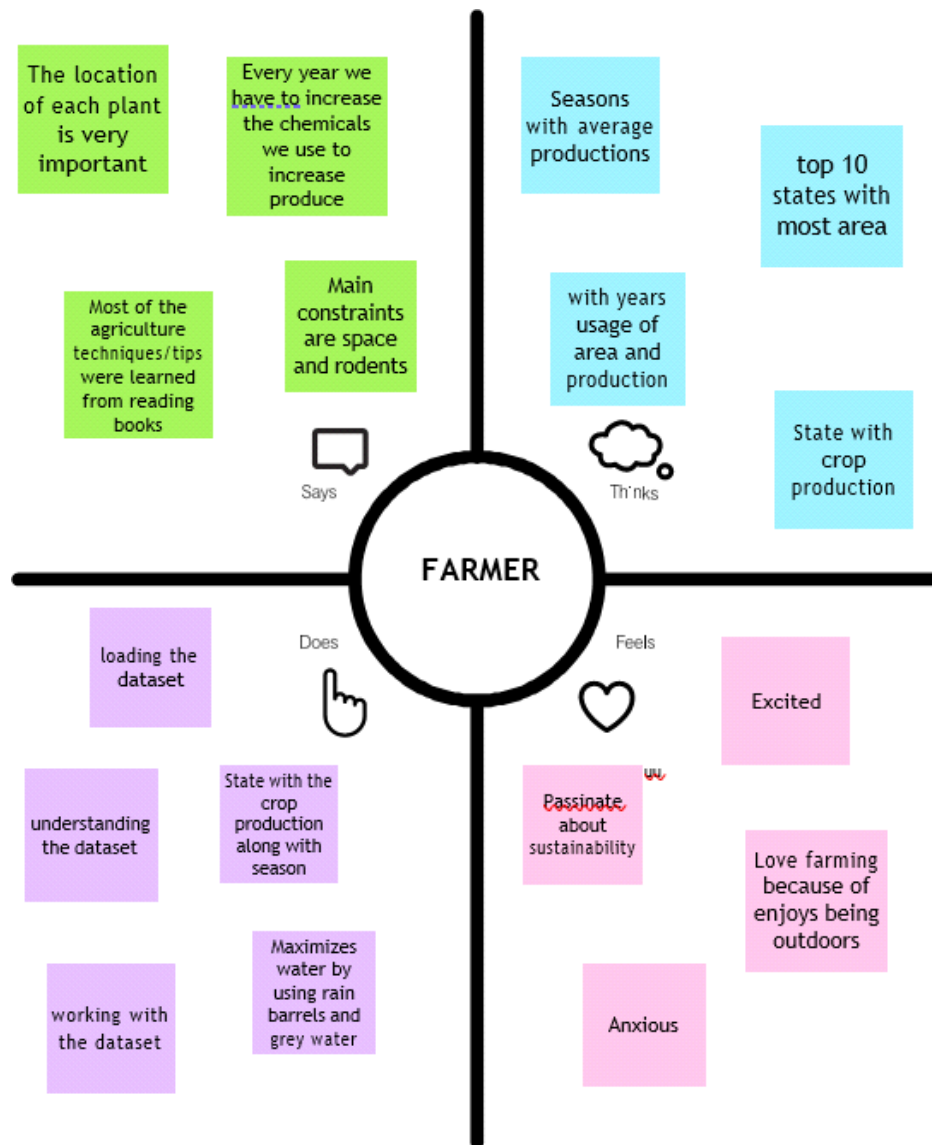 The location
of each plant
is very
important
Every year we
have to increase
the chemicals
we use to
increase
produce
Most of the
agriculture
techniques/tips
were learned
from reading
books
Main
constraints
are space
and rodents
Says
Seasons
with average
productions
top 10
states with
most area
with years
usage of
area and
production
State with
crop
production
Thinks
FARMER
Does
loading the
dataset
understanding
the dataset
State with the
crop
production
along with
season
working with
the dataset
Maximizes
water by
using rain
barrels and
grey water
Feels
Excited
uu
Passinate
about
sustainability
Love farming
because of
enjoys being
outdoors
Anxious